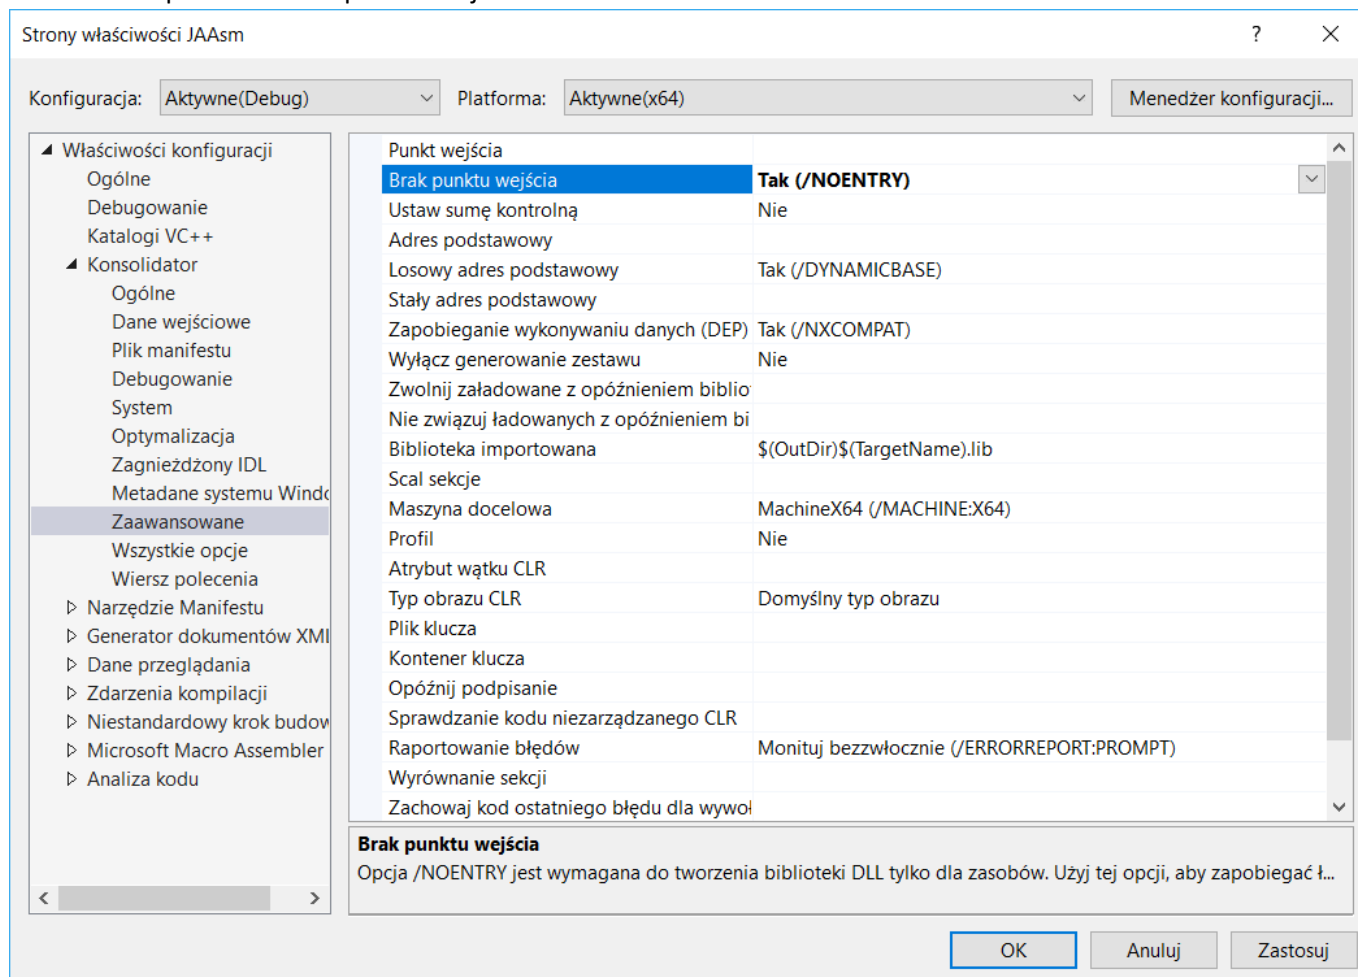 Strony właściwości JAAsm
?
Konfiguracja: Aktywne(Debug) Platforma: Aktywne(x64) Menedżer konfiguracji...
Właściwości konfiguracji
Ogólne
Debugowanie
Katalogi VC++
Konsolidator
Ogólne
Dane wejściowe
Plik manifestu
Debugowanie
System
Optymalizacja
Zagnieżdżony IDL
Metadane systemu Windo
Zaawansowane
Wszystkie opcje
Wiersz polecenia
Narzędzie Manifestu
Generator dokumentów XMI
Dane przeglądania
Zdarzenia kompilacji
Niestandardowy krok budow
Microsoft Macro Assembler
Analiza kodu
Punkt wejścia
Brak punktu wejścia Tak (/NOENTRY)
Ustaw sumę kontrolną Nie
Adres podstawowy
Losowy adres podstawowy Tak (/DYNAMICBASE)
Stały adres podstawowy
Zapobieganie wykonywaniu danych (DEP) Tak (/NXCOMPAT)
Wyłącz generowanie zestawu Nie
Zwolnij załadowane z opóźnieniem biblio
Nie związuj ładowanych z opóźnieniem bi
Biblioteka importowana $(OutDir)$(TargetName).lib
Scal sekcje
Maszyna docelowa MachineX64 (/MACHINE:X64)
Profil Nie
Atrybut wątku CLR
Typ obrazu CLR Domyślny typ obrazu
Plik klucza
Kontener klucza
Opóźnij podpisanie
Sprawdzanie kodu niezarządzanego CLR
Raportowanie błędów Monituj bezzwłocznie (/ERRORREPORT:PROMPT)
Wyrównanie sekcji
Zachowaj kod ostatniego błędu dla wywoł
Brak punktu wejścia
Opcja /NOENTRY jest wymagana do tworzenia biblioteki DLL tylko dla zasobów. Użyj tej opcji, aby zapobiegać ł...
OK Anuluj Zastosuj